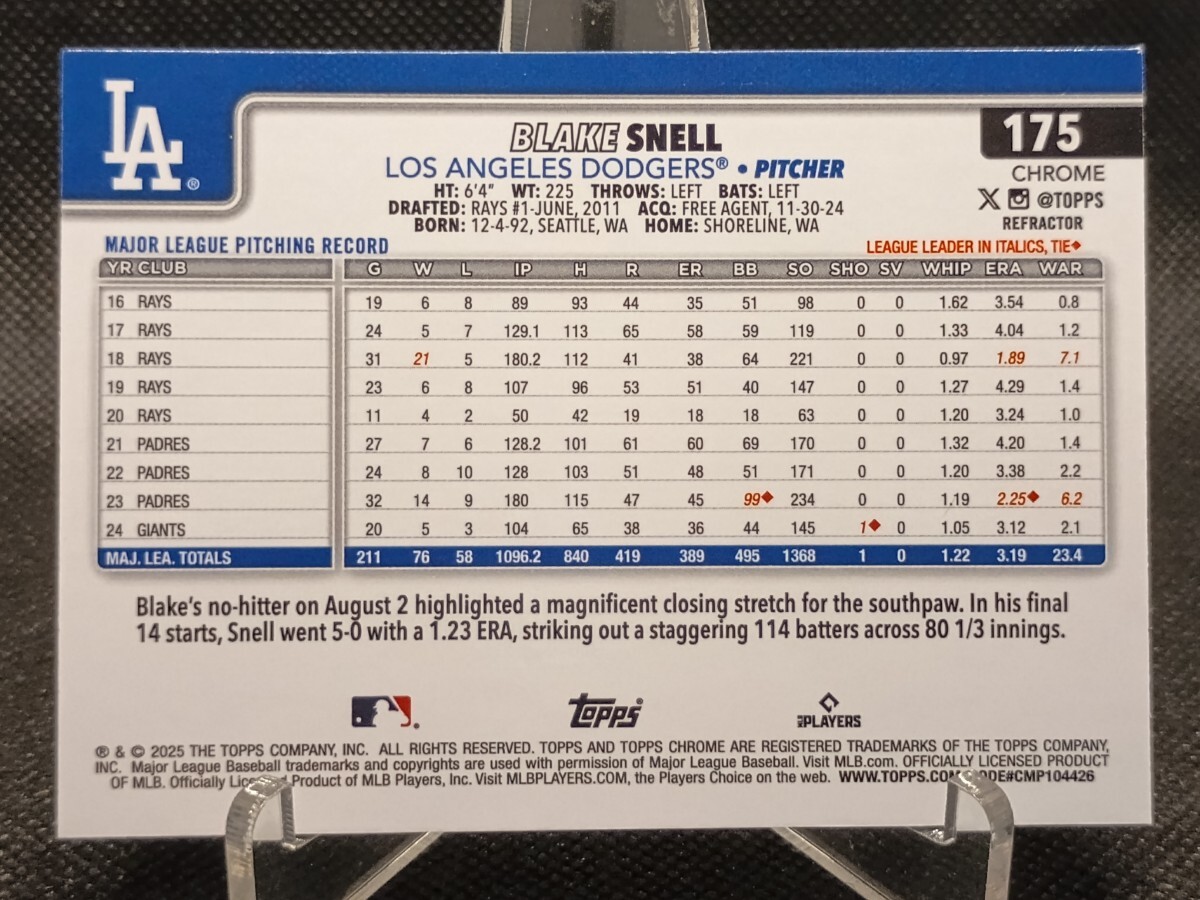 LA®
BLAKE SNELL
LOS ANGELES DODGERS® • PITCHER
HT: 6'4" WT: 225 THROWS: LEFT BATS: LEFT
DRAFTED: RAYS #1-JUNE, 2011 ACQ: FREE AGENT, 11-30-24
BORN: 12-4-92, SEATTLE, WA HOME: SHORELINE, WA
175
CHROME
X @TOPPS
REFRACTOR
MAJOR LEAGUE PITCHING RECORD
LEAGUE LEADER IN ITALICS, TIE◆
YR CLUB G W L IP H R ER BB SO SHO SV WHIP ERA WAR
16 RAYS 19 6 8 89 93 44 35 51 98 0 0 1.62 3.54 0.8
17 RAYS 24 5 7 129.1 113 65 58 59 119 0 0 1.33 4.04 1.2
18 RAYS 31 21 5 180.2 112 41 38 64 221 0 0 0.97 1.89 7.1
19 RAYS 23 6 8 107 96 53 51 40 147 0 0 1.27 4.29 1.4
20 RAYS 11 4 2 50 42 19 18 18 63 0 0 1.20 3.24 1.0
21 PADRES 27 7 6 128.2 101 61 60 69 170 0 0 1.32 4.20 1.4
22 PADRES 24 8 10 128 103 51 48 51 171 0 0 1.20 3.38 2.2
23 PADRES 32 14 9 180 115 47 45 99◆ 234 0 0 1.19 2.25◆ 6.2
24 GIANTS 20 5 3 104 65 38 36 44 145 1◆ 0 1.05 3.12 2.1
MAJ. LEA. TOTALS 211 76 58 1096.2 840 419 389 495 1368 1 0 1.22 3.19 23.4
Blake's no-hitter on August 2 highlighted a magnificent closing stretch for the southpaw. In his final
14 starts, Snell went 5-0 with a 1.23 ERA, striking out a staggering 114 batters across 80 1/3 innings.
TOPPS®
MLB PLAYERS
® & © 2025 THE TOPPS COMPANY, INC. ALL RIGHTS RESERVED. TOPPS AND TOPPS CHROME ARE REGISTERED TRADEMARKS OF THE TOPPS COMPANY,
INC. Major League Baseball trademarks and copyrights are used with permission of Major League Baseball. Visit MLB.com. OFFICIALLY LICENSED PRODUCT
OF MLB. Officially Product of MLB Players, Inc. Visit MLBPLAYERS.COM, the Players Choice on the web. WWW.TOPPS.COM ODE#CMP104426